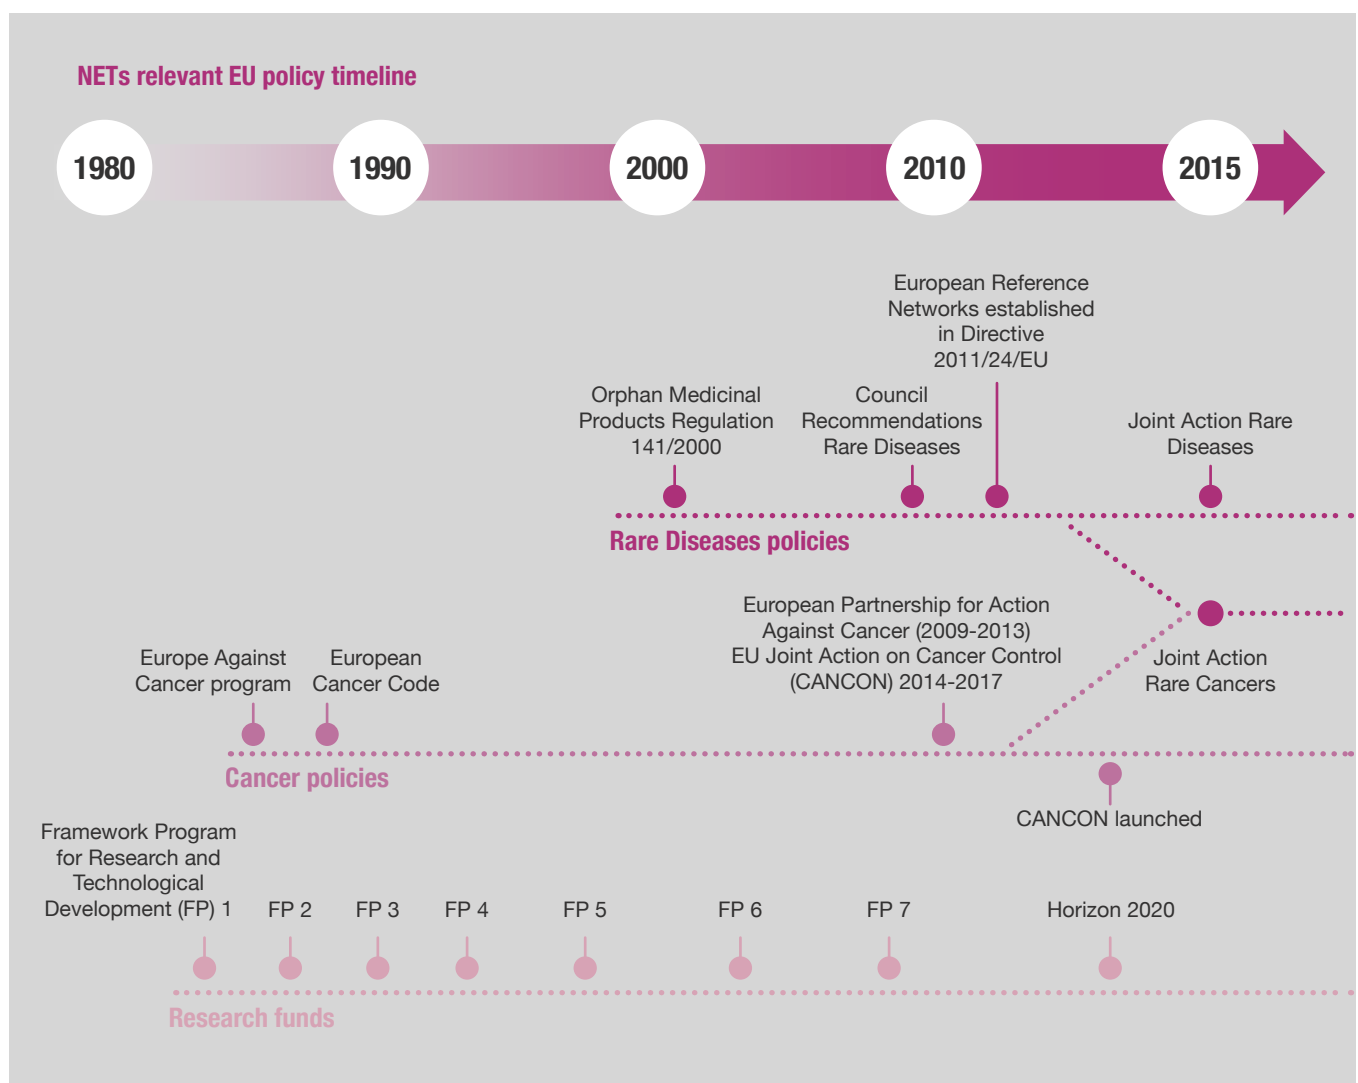 NETs relevant EU policy timeline
1980
1990
2000
2010
2015
European Reference
Networks established
in Directive
2011/24/EU
Orphan Medicinal
Products Regulation
141/2000
Council
Recommendations
Rare Diseases
Joint Action Rare
Diseases
Rare Diseases policies
European Partnership for Action
Against Cancer (2009-2013)
EU Joint Action on Cancer Control
(CANCON) 2014-2017
Europe Against
Cancer program
European
Cancer Code
Joint Action
Rare Cancers
Cancer policies
CANCON launched
Framework Program
for Research and
Technological
Development (FP) 1
FP 2
FP 3
FP 4
FP 5
FP 6
FP 7
Horizon 2020
Research funds